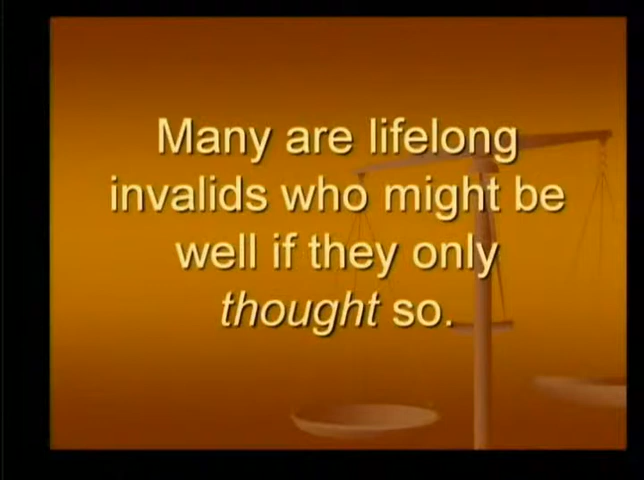 Many are lifelong
invalids who might be
well if they only
thought so.